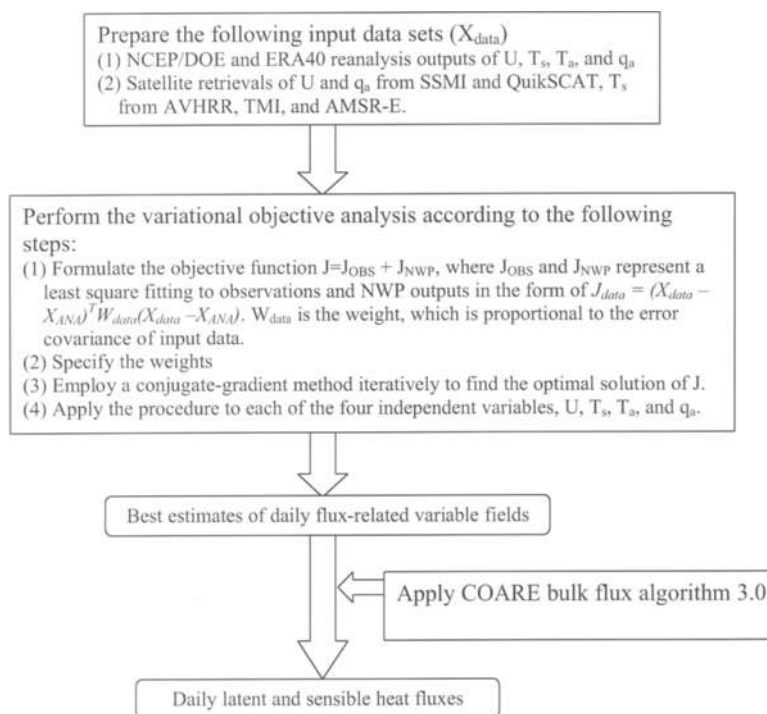 Prepare the following input data sets (X_data)
(1) NCEP/DOE and ERA40 reanalysis outputs of U, T_s, T_a, and q_a
(2) Satellite retrievals of U and q_a from SSMI and QuikSCAT, T_s
from AVHRR, TMI, and AMSR-E.
Perform the variational objective analysis according to the following
steps:
(1) Formulate the objective function J=J_OBS + J_NWP, where J_OBS and J_NWP represent a
least square fitting to observations and NWP outputs in the form of J_data = (X_data –
X_ANA)^T W_data(X_data –X_ANA). W_data is the weight, which is proportional to the error
covariance of input data.
(2) Specify the weights
(3) Employ a conjugate-gradient method iteratively to find the optimal solution of J.
(4) Apply the procedure to each of the four independent variables, U, T_s, T_a, and q_a.
Best estimates of daily flux-related variable fields
Apply COARE bulk flux algorithm 3.0
Daily latent and sensible heat fluxes